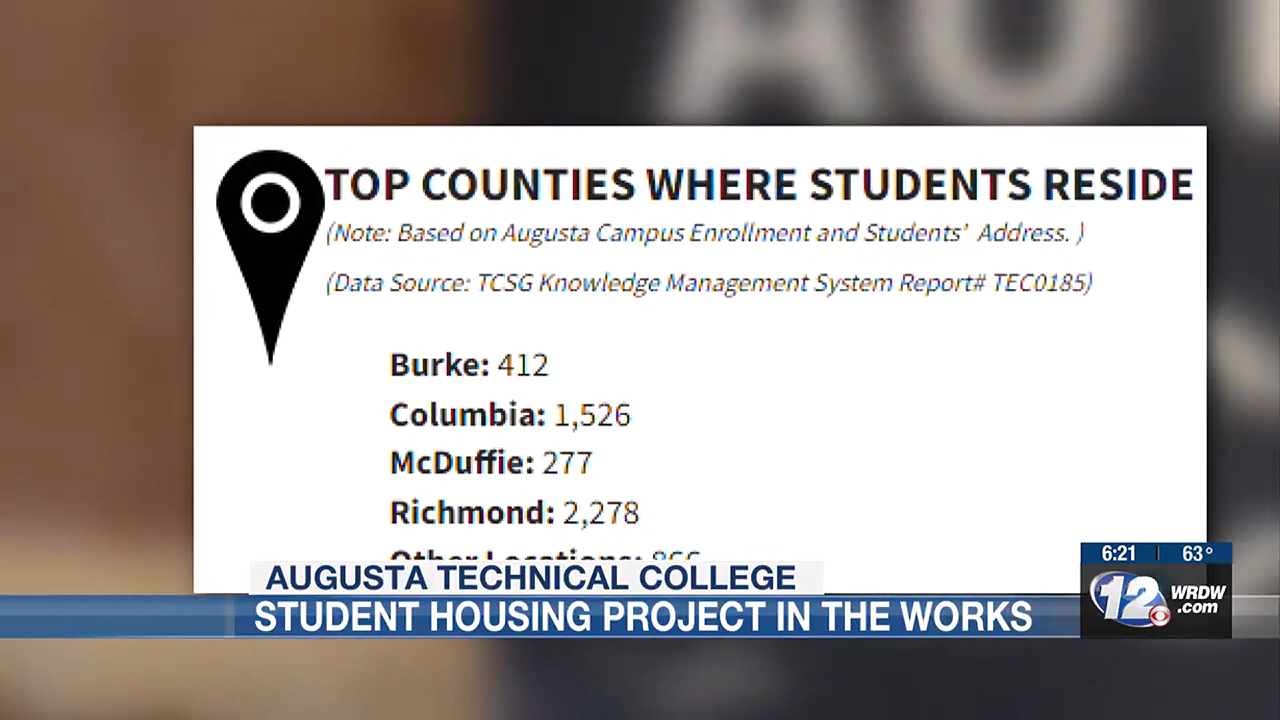 TOP COUNTIES WHERE STUDENTS RESIDE
(Note: Based on Augusta Campus Enrollment and Students' Address. )
(Data Source: TCSG Knowledge Management System Report# TEC0185)
Burke: 412
Columbia: 1,526
McDuffie: 277
Richmond: 2,278
Other Locations:
AUGUSTA TECHNICAL COLLEGE
STUDENT HOUSING PROJECT IN THE WORKS
6:21 63°
12 WRDW
.com